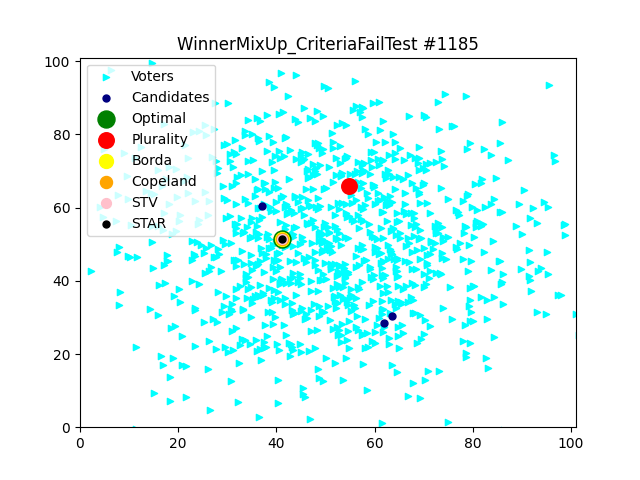 WinnerMixUp_CriteriaFailTest #1185
Voters
Candidates
Optimal
Plurality
Borda
Copeland
STV
STAR
100
80
60
40
20
0
0 20 40 60 80 100